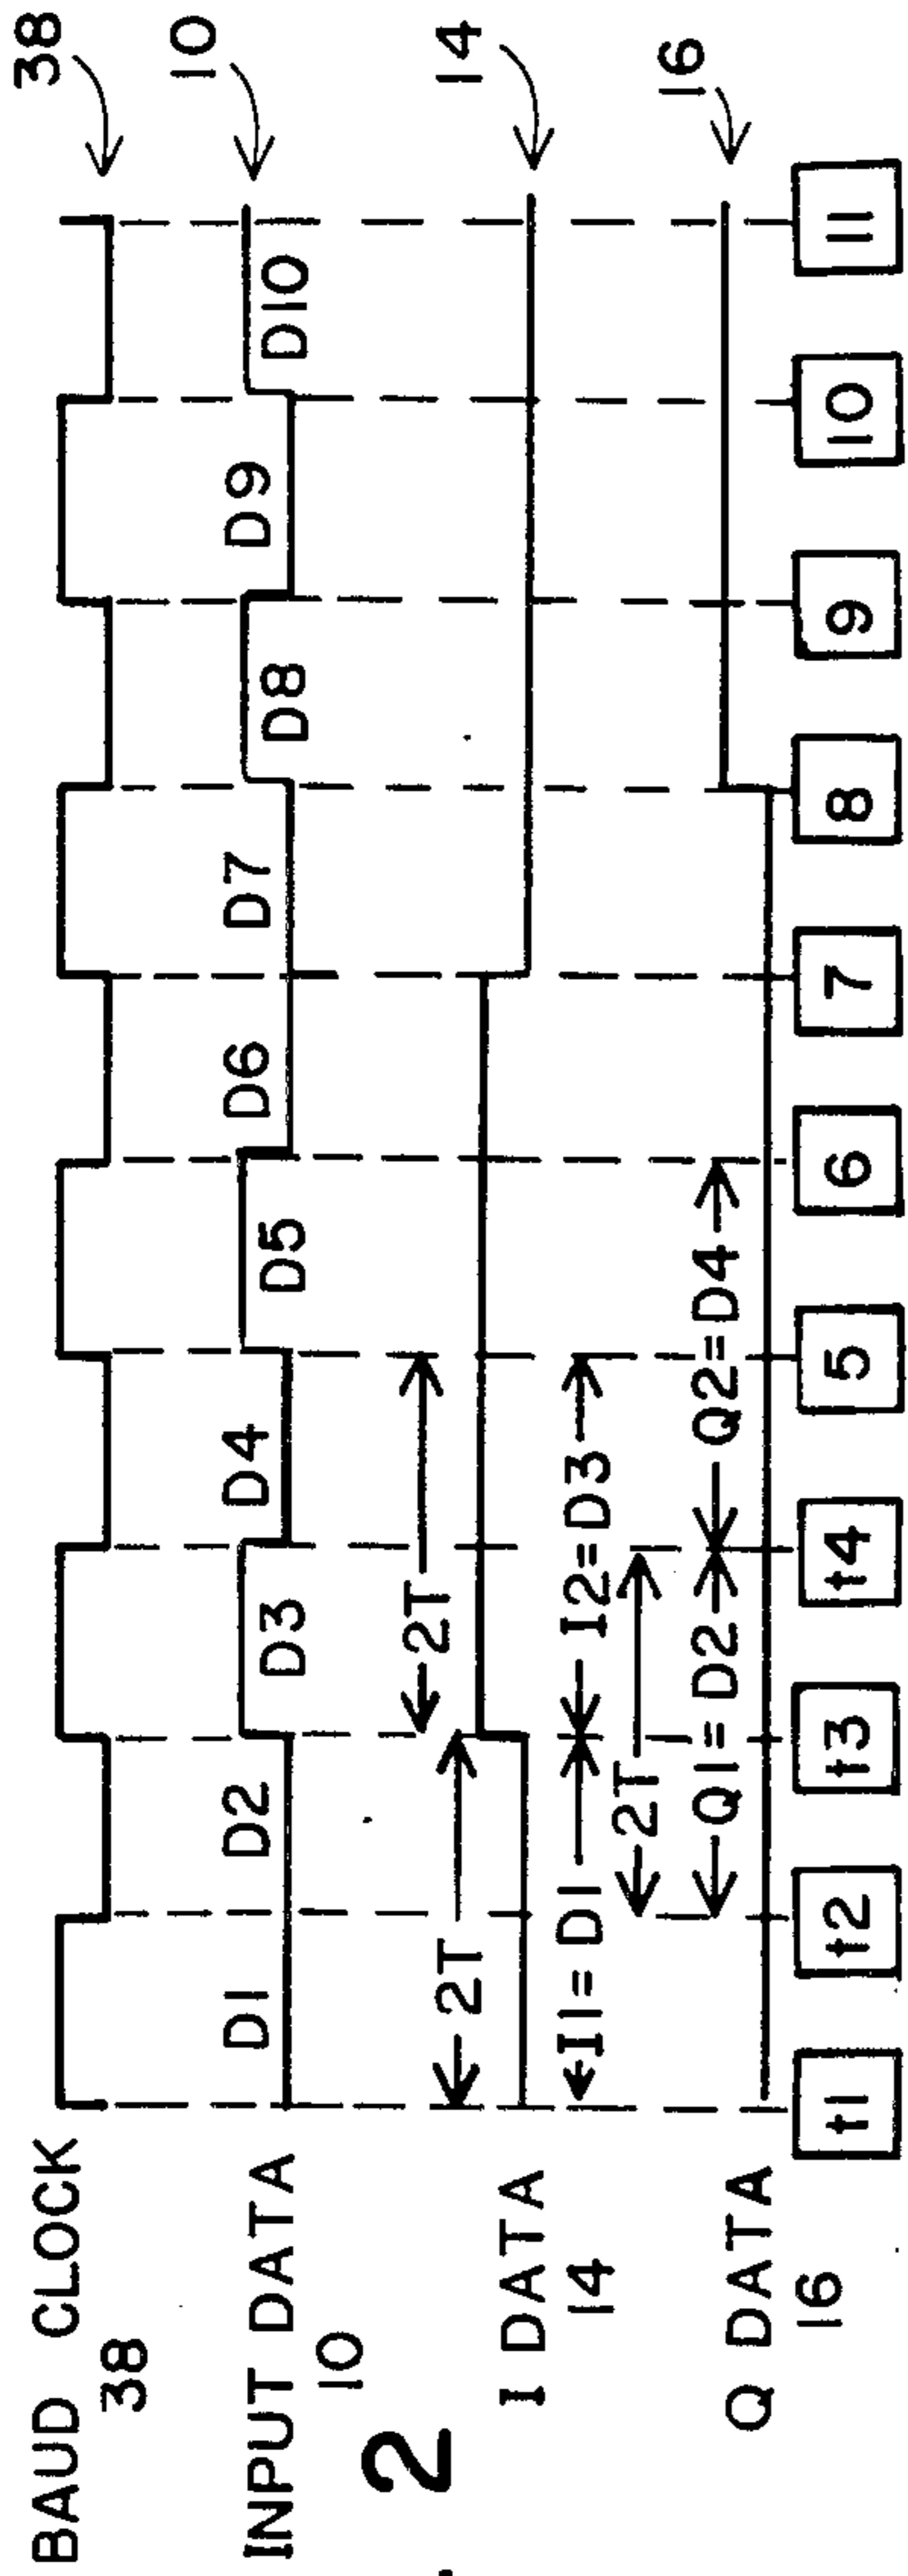 BAUD CLOCK
38
38
INPUT DATA
10
D1 D2 D3 D4 D5 D6 D7 D8 D9 D10
10
2T 2T
I DATA
14
14
I1=D1 I2=D3
2T
Q1=D2 Q2=D4
Q DATA
16
16
t1 t2 t3 t4 5 6 7 8 9 10 11
2